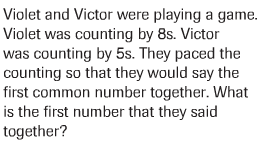 Violet and Victor were playing a game.
Violet was counting by 8s. Victor
was counting by 5s. They paced the
counting so that they would say the
first common number together. What
is the first number that they said
together?